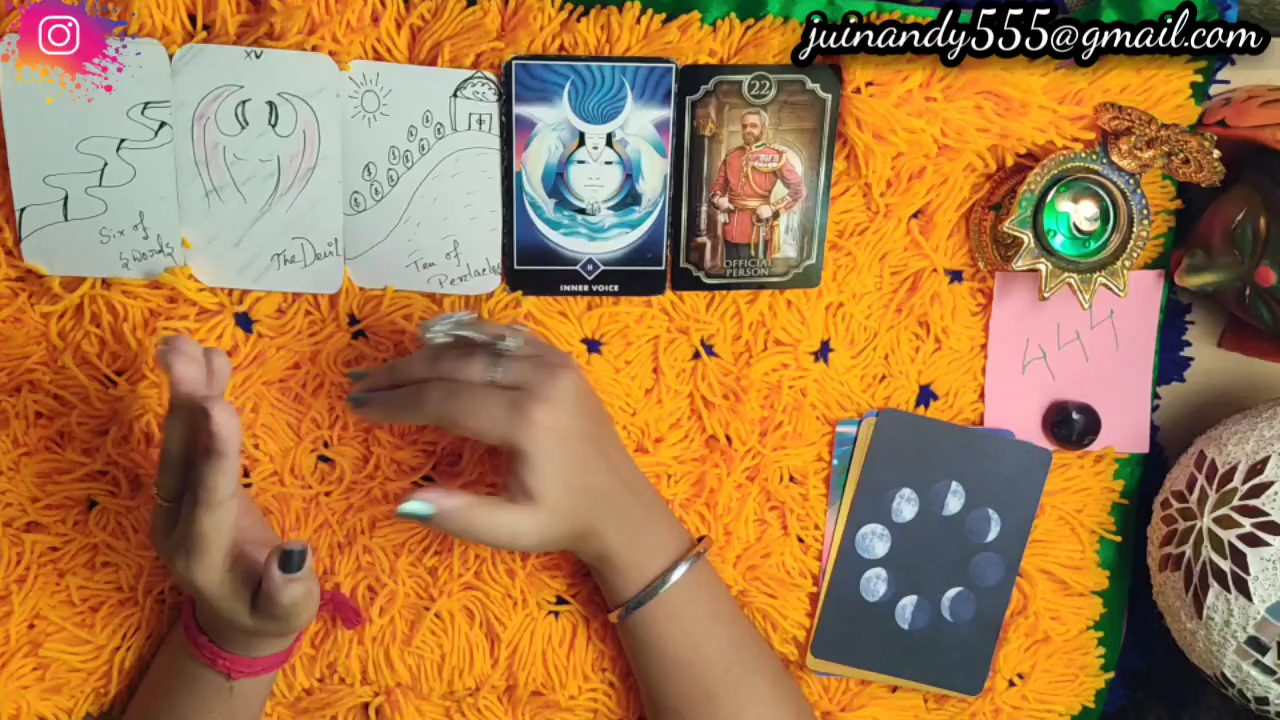 juinandy555@gmail.com
XV
22
Six of
Swords
The Devil
Ten of
Pentacles
II
INNER VOICE
OFFICIAL
PERSON
444